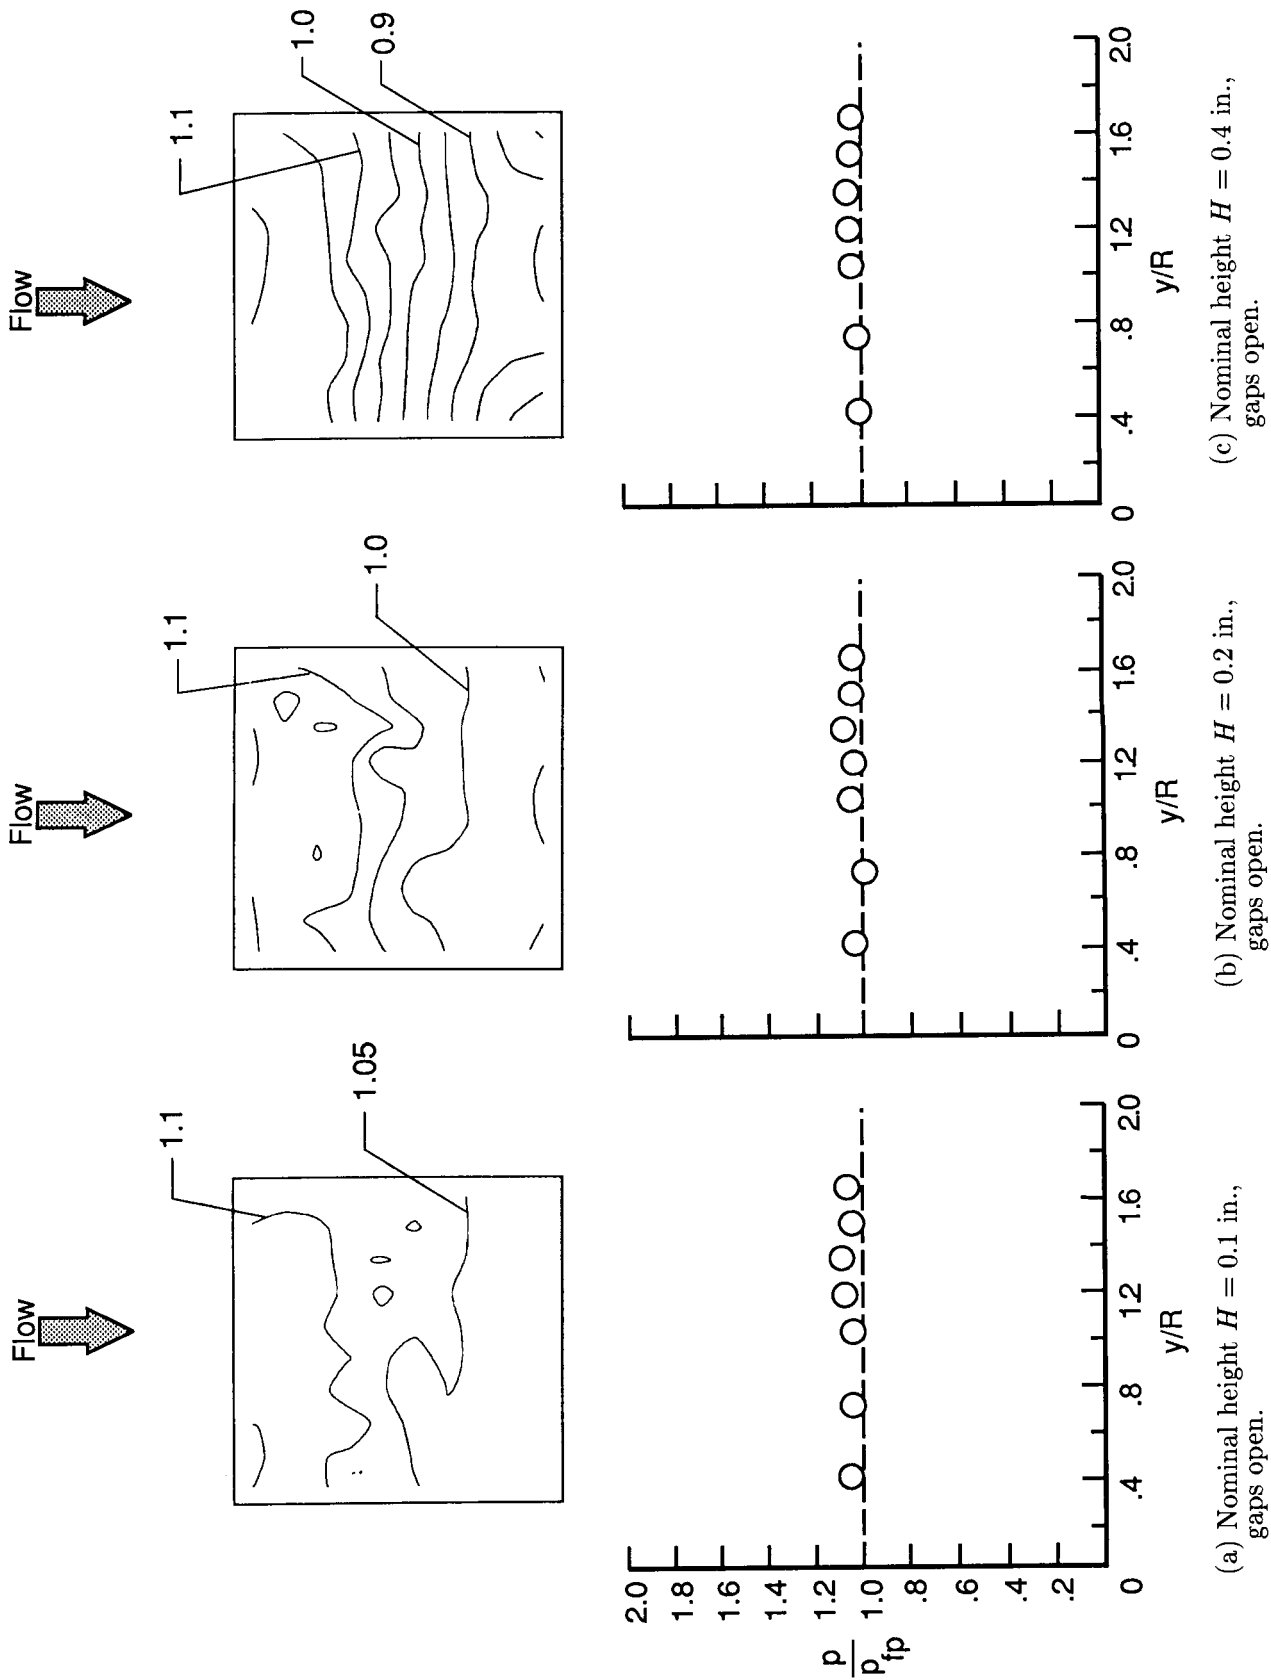 Flow
1.1
1.05
p
p fp
2.0
1.8
1.6
1.4
1.2
1.0
.8
.6
.4
.2
0 .4 .8 1.2 1.6 2.0
y/R
(a) Nominal height H = 0.1 in.,
gaps open.
Flow
1.1
1.0
0 .4 .8 1.2 1.6 2.0
y/R
(b) Nominal height H = 0.2 in.,
gaps open.
Flow
1.1
1.0
0.9
0 .4 .8 1.2 1.6 2.0
y/R
(c) Nominal height H = 0.4 in.,
gaps open.